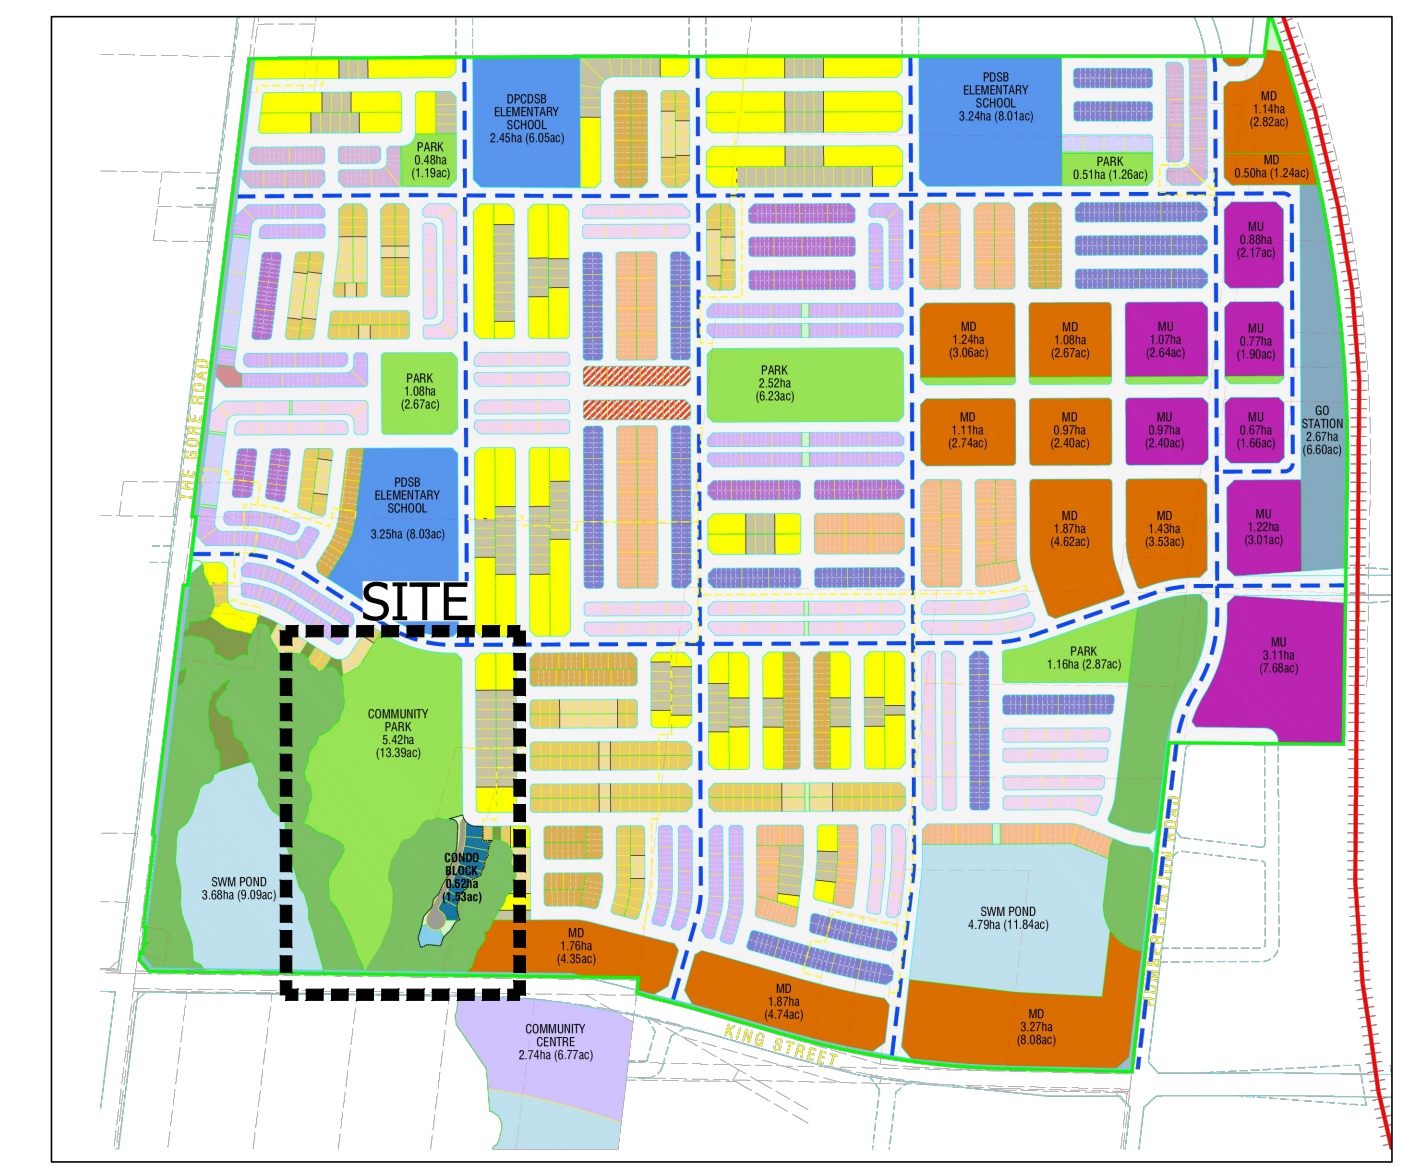 DPCDSB
ELEMENTARY
SCHOOL
2.45ha (6.05ac)
PDSB
ELEMENTARY
SCHOOL
3.24ha (8.01ac)
MD
1.14ha
(2.82ac)
MD
0.50ha (1.24ac)
PARK
0.48ha
(1.19ac)
PARK
0.51ha (1.26ac)
MU
0.88ha
(2.17ac)
MD
1.24ha
(3.06ac)
MD
1.08ha
(2.67ac)
MU
1.07ha
(2.64ac)
MU
0.77ha
(1.90ac)
PARK
1.08ha
(2.67ac)
PARK
2.52ha
(6.23ac)
MD
1.11ha
(2.74ac)
MD
0.97ha
(2.40ac)
MU
0.97ha
(2.40ac)
MU
0.67ha
(1.66ac)
GO
STATION
2.67ha
(6.60ac)
THE GORE ROAD
PDSB
ELEMENTARY
SCHOOL
3.25ha (8.03ac)
MD
1.87ha
(4.62ac)
MD
1.43ha
(3.53ac)
MU
1.22ha
(3.01ac)
SITE
PARK
1.16ha (2.87ac)
MU
3.11ha
(7.68ac)
COMMUNITY
PARK
5.42ha
(13.39ac)
CONDO
BLOCK
0.62ha
(1.53ac)
SWM POND
3.68ha (9.09ac)
SWM POND
4.79ha (11.84ac)
HUMBER STATION ROAD
MD
1.76ha
(4.35ac)
MD
1.87ha
(4.74ac)
MD
3.27ha
(8.08ac)
KING STREET
COMMUNITY
CENTRE
2.74ha (6.77ac)